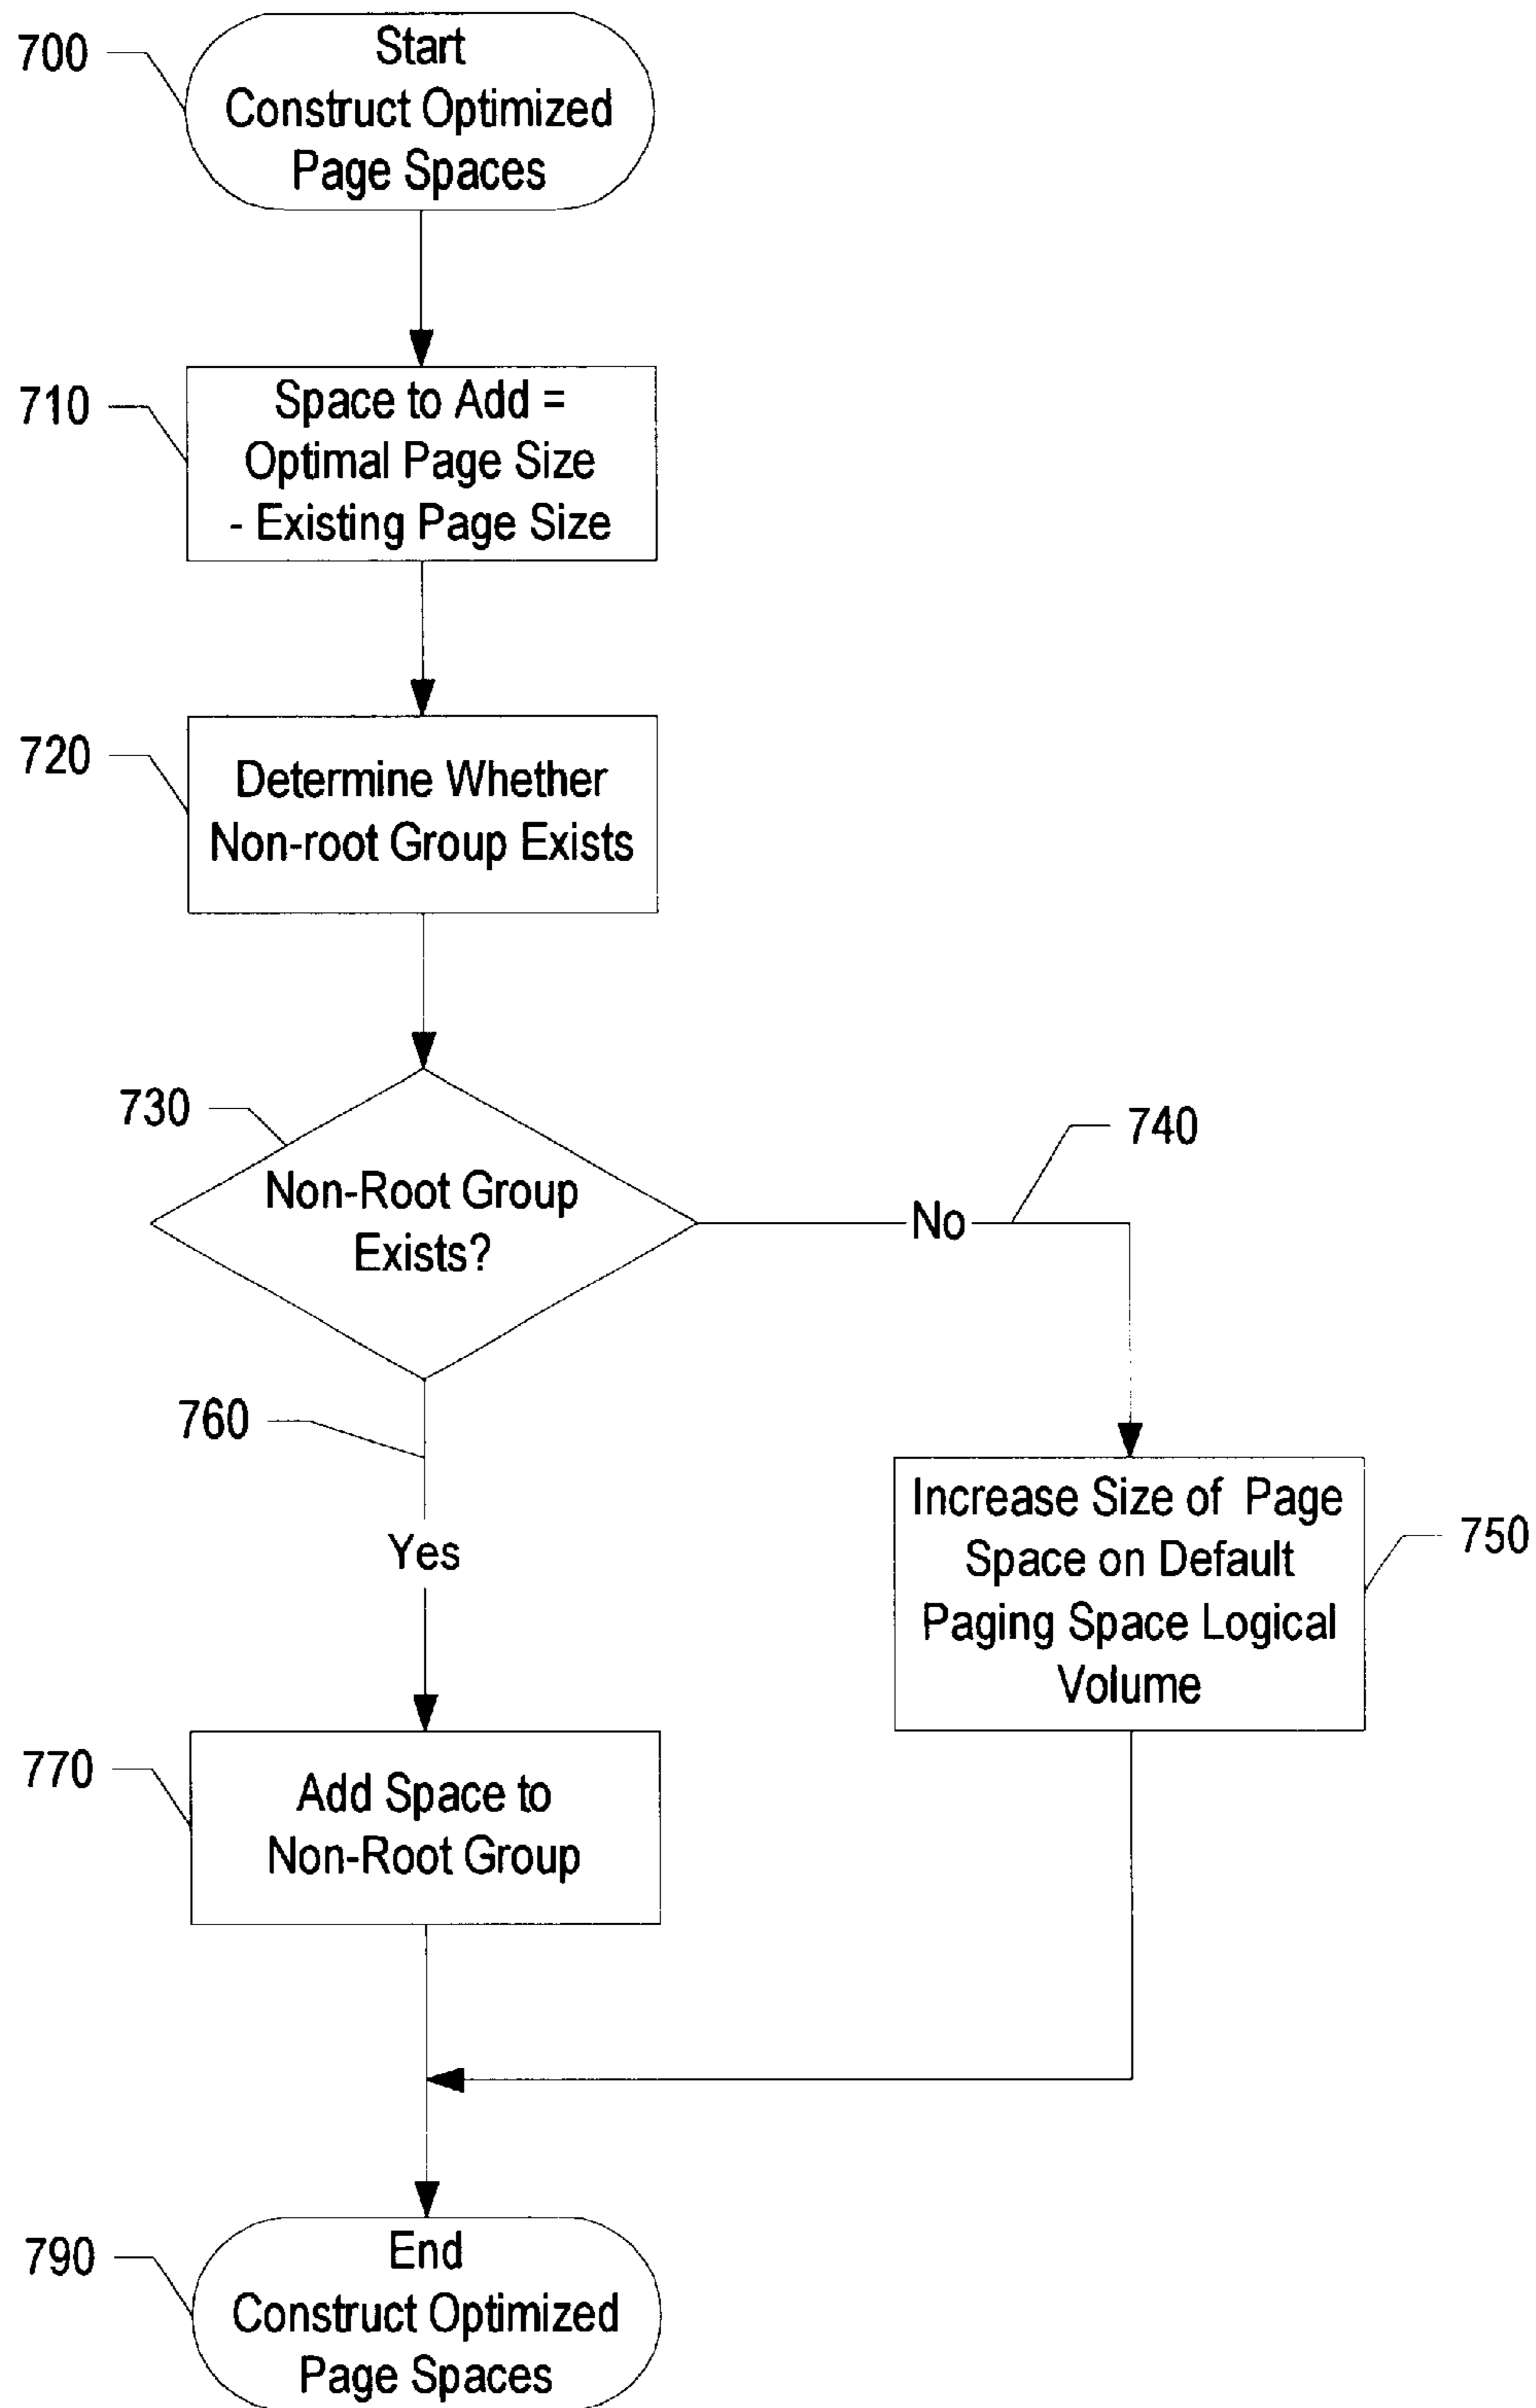 700
Start
Construct Optimized
Page Spaces
710
Space to Add =
Optimal Page Size
- Existing Page Size
720
Determine Whether
Non-root Group Exists
730
Non-Root Group
Exists?
740
No
760
Yes
Increase Size of Page
Space on Default
Paging Space Logical
Volume
750
770
Add Space to
Non-Root Group
790
End
Construct Optimized
Page Spaces